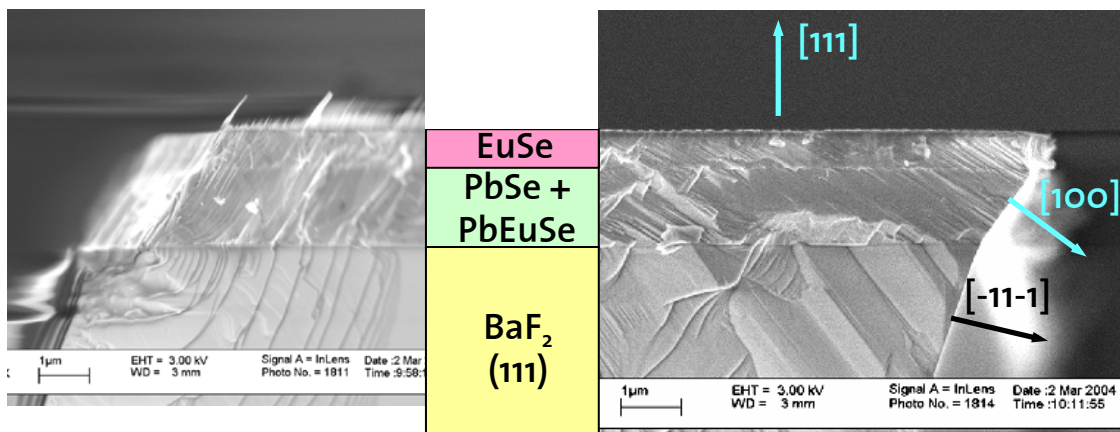 [111]
EuSe
PbSe +
PbEuSe
[100]
[-11-1]
BaF₂
(111)
1µm
EHT = 3.00 kV
WD = 3 mm
Signal A = InLens
Photo No. = 1811
Date :2 Mar
Time :9:58:1
1µm
EHT = 3.00 kV
WD = 3 mm
Signal A = InLens
Photo No. = 1814
Date :2 Mar 2004
Time :10:11:55